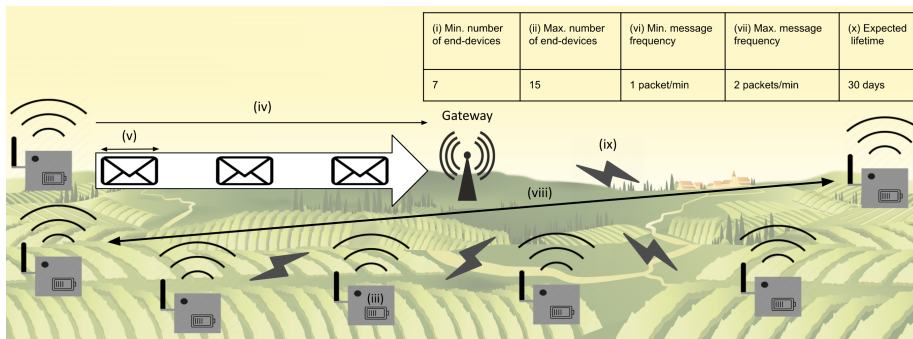 (i) Min. number
of end-devices
(ii) Max. number
of end-devices
(vi) Min. message
frequency
(vii) Max. message
frequency
(x) Expected
lifetime
7
15
1 packet/min
2 packets/min
30 days
(iv)
Gateway
(v)
(ix)
(viii)
(iii)